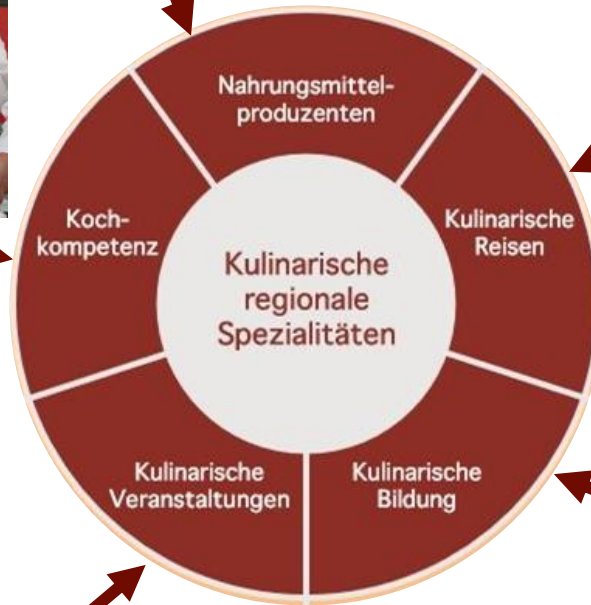 Nahrungsmittel-
produzenten
Koch-
kompetenz
Kulinarische
Reisen
Kulinarische
regionale
Spezialitäten
Kulinarische
Veranstaltungen
Kulinarische
Bildung